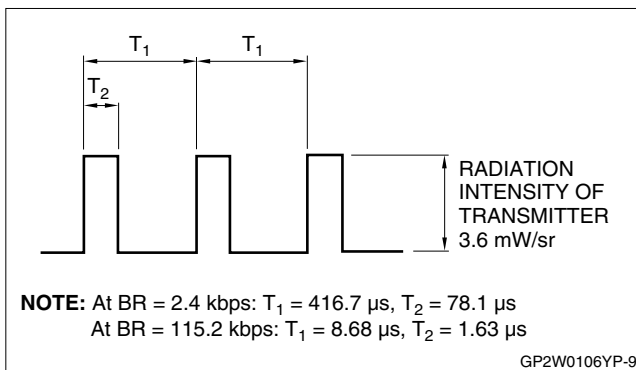 T₁ T₁
T₂
RADIATION
INTENSITY OF
TRANSMITTER
3.6 mW/sr
NOTE: At BR = 2.4 kbps: T₁ = 416.7 µs, T₂ = 78.1 µs
At BR = 115.2 kbps: T₁ = 8.68 µs, T₂ = 1.63 µs
GP2W0106YP-9